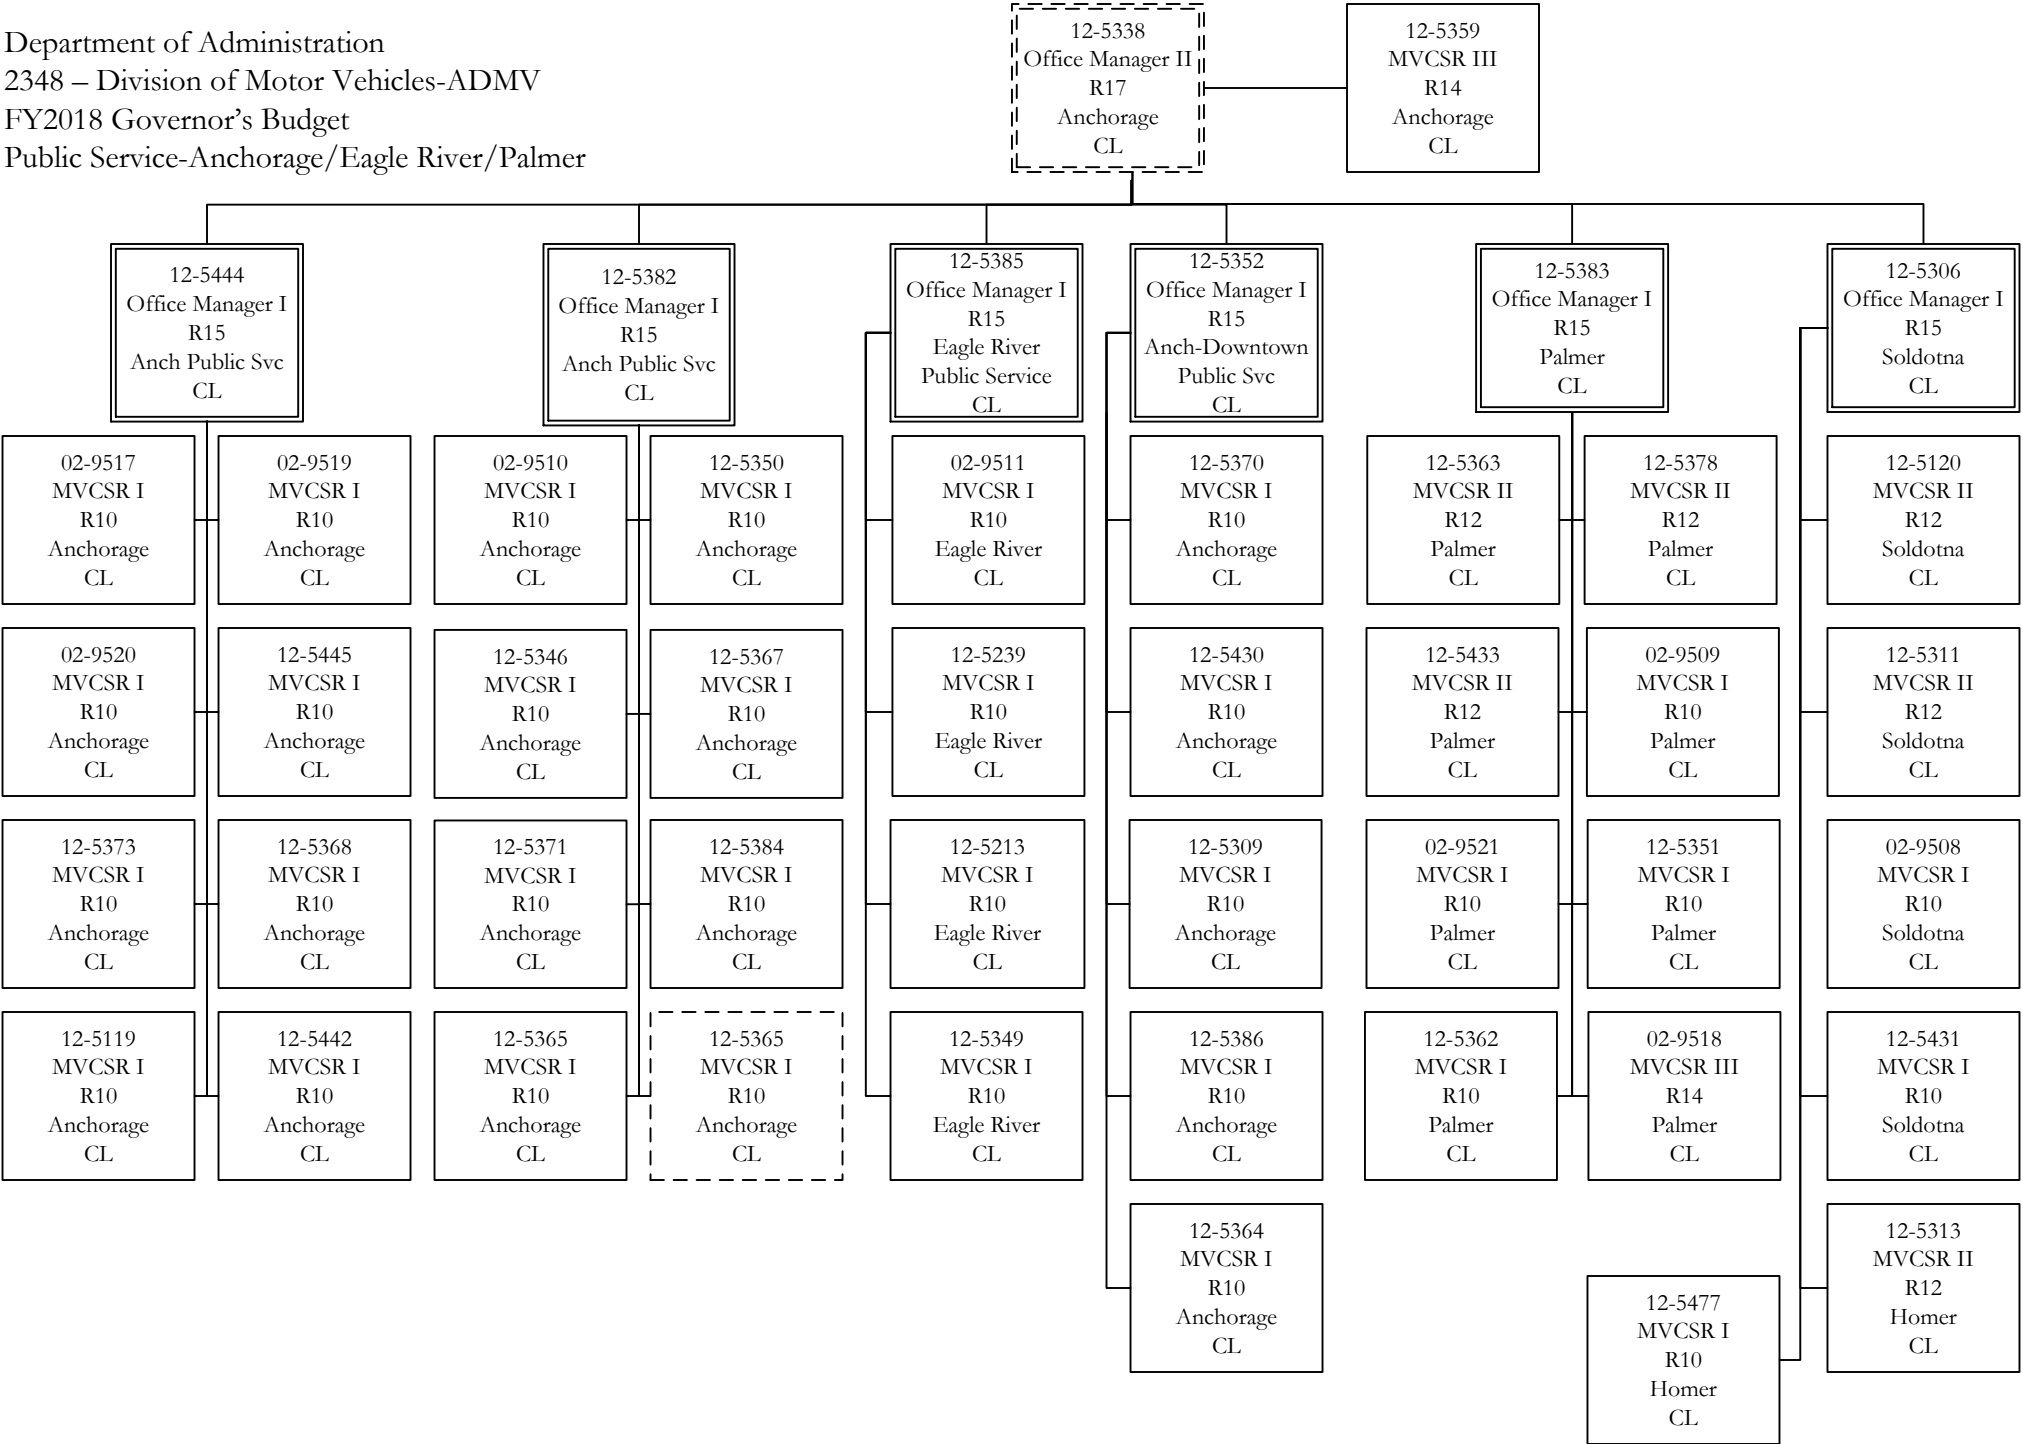 Department of Administration
2348 – Division of Motor Vehicles-ADMV
FY2018 Governor's Budget
Public Service-Anchorage/Eagle River/Palmer
12-5338
Office Manager II
R17
Anchorage
CL
12-5359
MVCSR III
R14
Anchorage
CL
12-5444
Office Manager I
R15
Anch Public Svc
CL
12-5382
Office Manager I
R15
Anch Public Svc
CL
12-5385
Office Manager I
R15
Eagle River
Public Service
CL
12-5352
Office Manager I
R15
Anch-Downtown
Public Svc
CL
12-5383
Office Manager I
R15
Palmer
CL
12-5306
Office Manager I
R15
Soldotna
CL
02-9517
MVCSR I
R10
Anchorage
CL
02-9519
MVCSR I
R10
Anchorage
CL
02-9510
MVCSR I
R10
Anchorage
CL
12-5350
MVCSR I
R10
Anchorage
CL
02-9511
MVCSR I
R10
Eagle River
CL
12-5370
MVCSR I
R10
Anchorage
CL
12-5363
MVCSR II
R12
Palmer
CL
12-5378
MVCSR II
R12
Palmer
CL
12-5120
MVCSR II
R12
Soldotna
CL
02-9520
MVCSR I
R10
Anchorage
CL
12-5445
MVCSR I
R10
Anchorage
CL
12-5346
MVCSR I
R10
Anchorage
CL
12-5367
MVCSR I
R10
Anchorage
CL
12-5239
MVCSR I
R10
Eagle River
CL
12-5430
MVCSR I
R10
Anchorage
CL
12-5433
MVCSR II
R12
Palmer
CL
02-9509
MVCSR I
R10
Palmer
CL
12-5311
MVCSR II
R12
Soldotna
CL
12-5373
MVCSR I
R10
Anchorage
CL
12-5368
MVCSR I
R10
Anchorage
CL
12-5371
MVCSR I
R10
Anchorage
CL
12-5384
MVCSR I
R10
Anchorage
CL
12-5213
MVCSR I
R10
Eagle River
CL
12-5309
MVCSR I
R10
Anchorage
CL
02-9521
MVCSR I
R10
Palmer
CL
12-5351
MVCSR I
R10
Palmer
CL
02-9508
MVCSR I
R10
Soldotna
CL
12-5119
MVCSR I
R10
Anchorage
CL
12-5442
MVCSR I
R10
Anchorage
CL
12-5365
MVCSR I
R10
Anchorage
CL
12-5365
MVCSR I
R10
Anchorage
CL
12-5349
MVCSR I
R10
Eagle River
CL
12-5386
MVCSR I
R10
Anchorage
CL
12-5362
MVCSR I
R10
Palmer
CL
02-9518
MVCSR III
R14
Palmer
CL
12-5431
MVCSR I
R10
Soldotna
CL
12-5364
MVCSR I
R10
Anchorage
CL
12-5477
MVCSR I
R10
Homer
CL
12-5313
MVCSR II
R12
Homer
CL